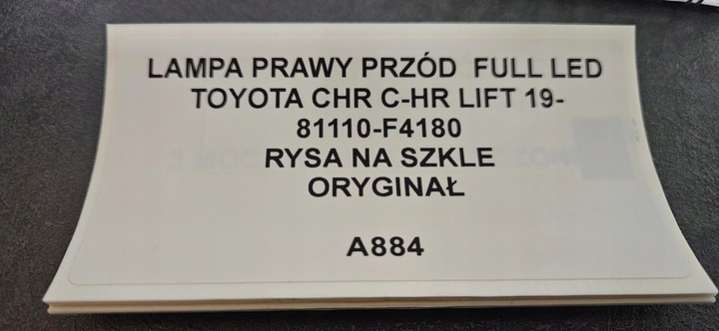 LAMPA PRAWY PRZÓD FULL LED
TOYOTA CHR C-HR LIFT 19-
81110-F4180
RYSA NA SZKLE
ORYGINAŁ
A884